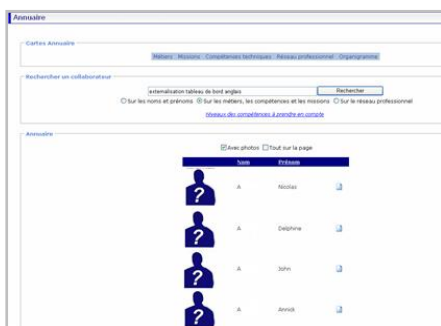 Annuaire
Cartes Annuaire
Métiers Missions Compétences techniques Réseau professionnel Organigramme
Rechercher un collaborateur
externalisation tableau de bord anglais Rechercher
Sur les noms et prénoms Sur les métiers, les compétences et les missions Sur le réseau professionnel
Niveaux des compétences à prendre en compte
Annuaire
Avec photos Tout sur la page
Nom Prénom
? A Nicolas
? A Delphine
? A John
? A Annick